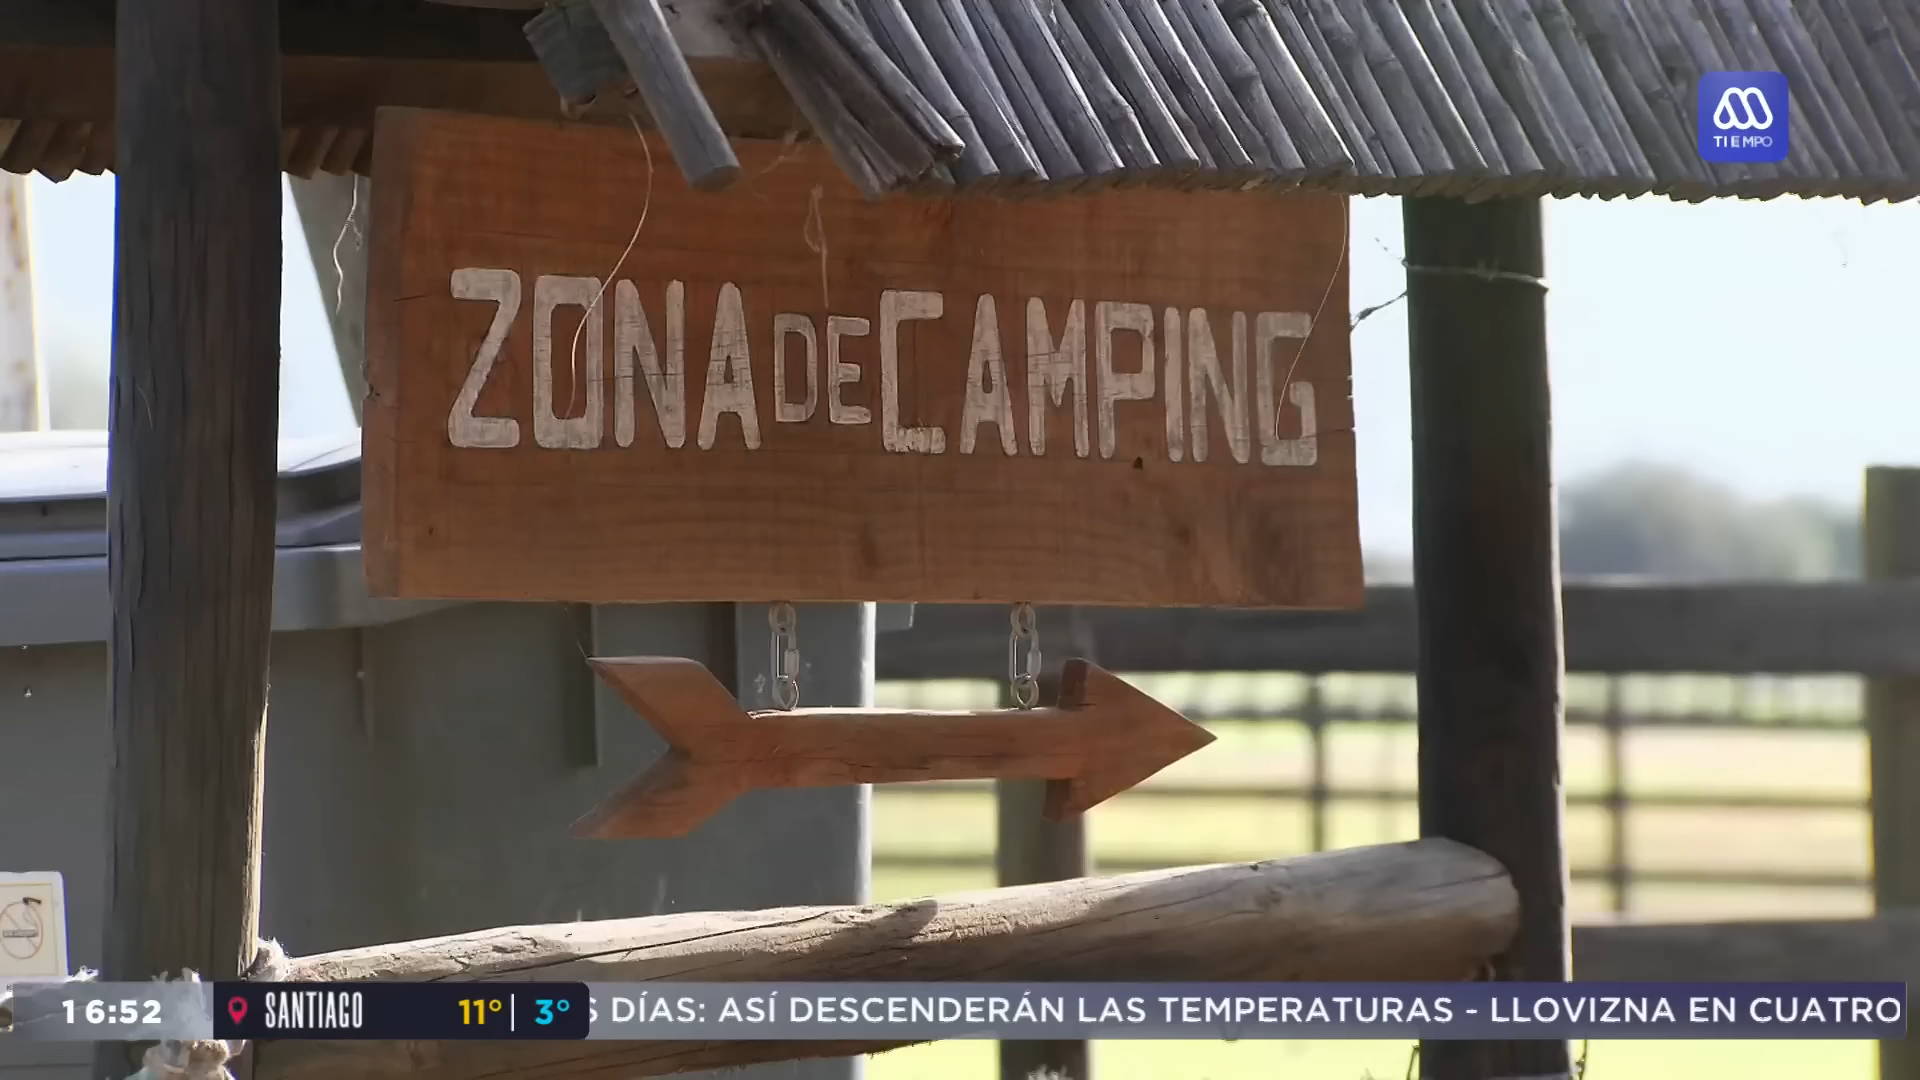 TIEMPO
ZONA DE CAMPING
16:52 SANTIAGO 11° | 3° S DÍAS: ASÍ DESCENDERÁN LAS TEMPERATURAS - LLOVIZNA EN CUATRO